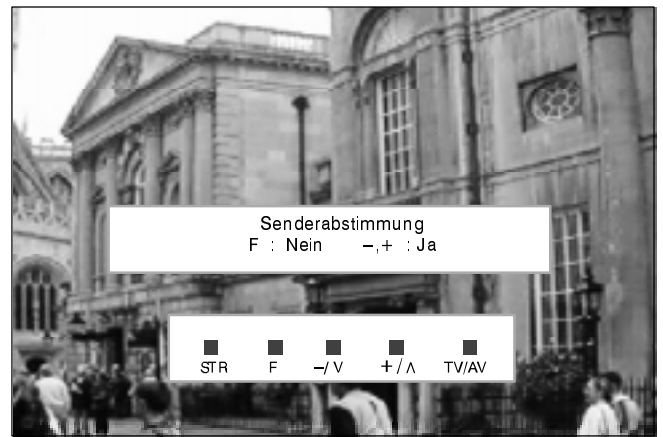 Senderabstimmung
F : Nein −,+ : Ja
STR F −/∨ +/∧ TV/AV